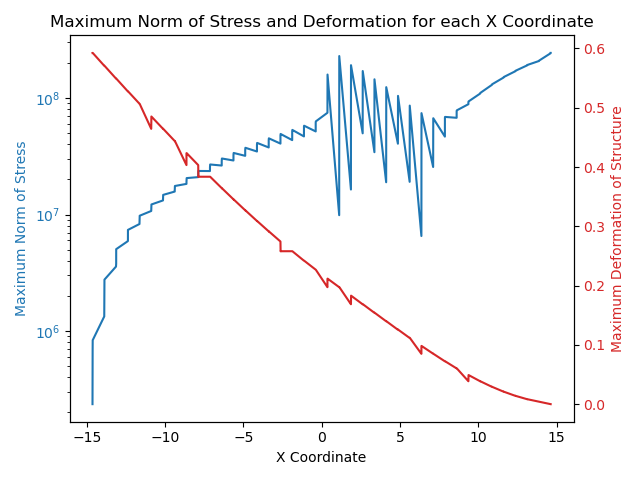 Maximum Norm of Stress and Deformation for each X Coordinate
Maximum Norm of Stress
10^8
10^7
10^6
0.6
0.5
0.4
0.3
0.2
0.1
0.0
Maximum Deformation of Structure
−15 −10 −5 0 5 10 15
X Coordinate